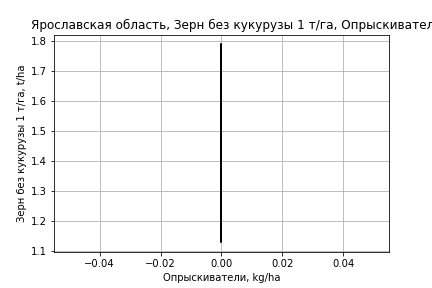 Ярославская область, Зерн без кукурузы 1 т/га, Опрыскивател
1.8
1.7
1.6
1.5
1.4
1.3
1.2
1.1
Зерн без кукурузы 1 т/га, t/ha
−0.04 −0.02 0.00 0.02 0.04
Опрыскиватели, kg/ha